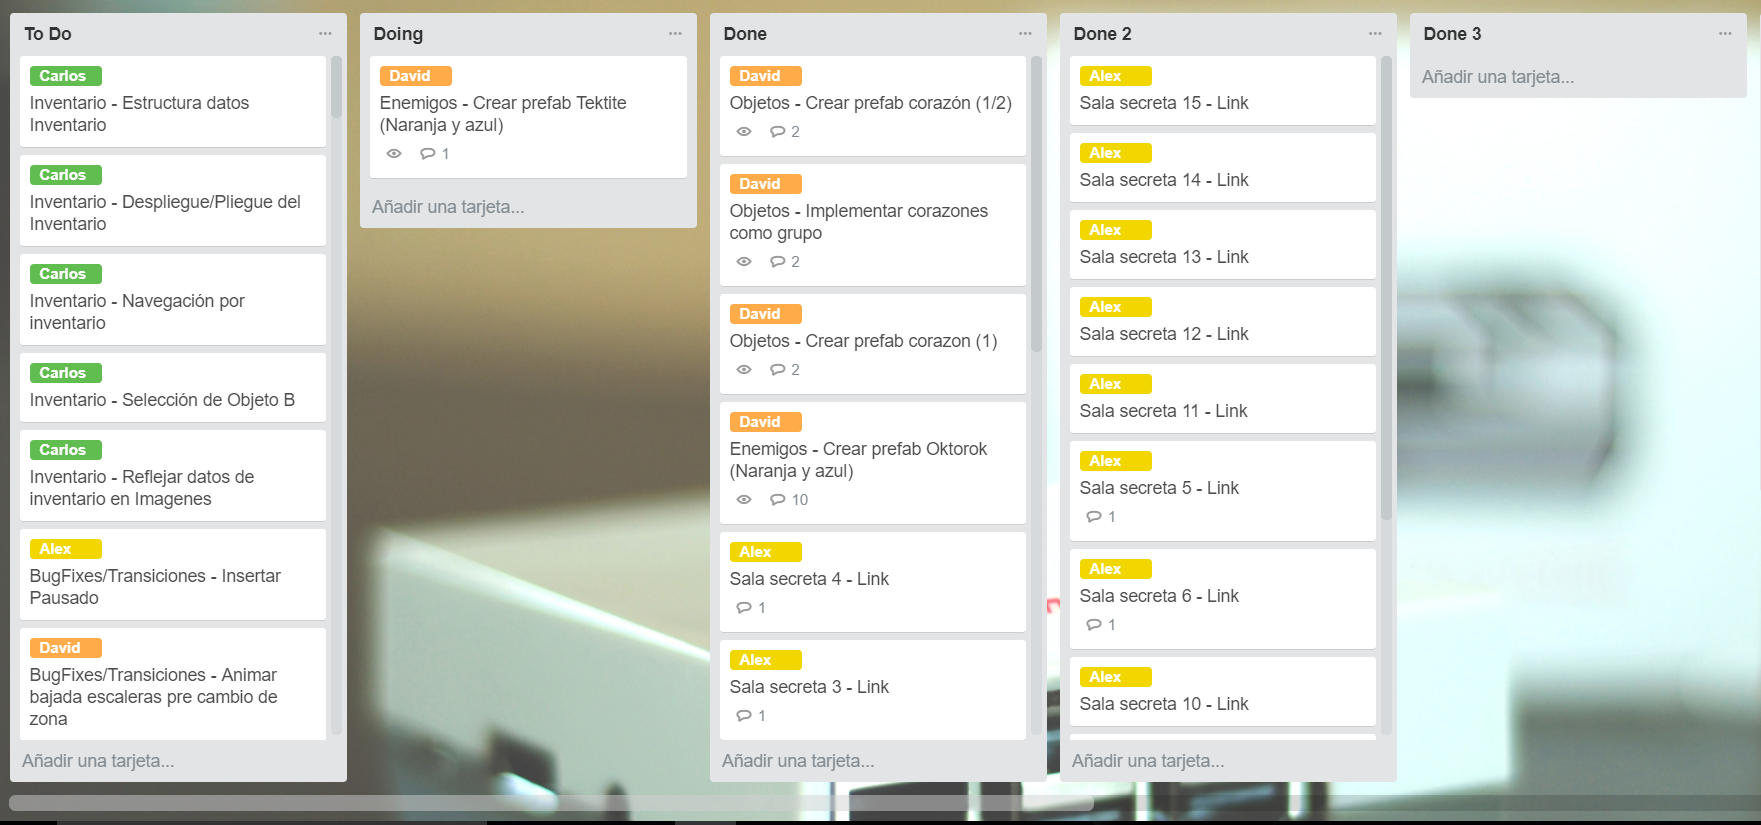 To Do
Carlos
Inventario - Estructura datos
Inventario
Carlos
Inventario - Despliegue/Pliegue del
Inventario
Carlos
Inventario - Navegación por
inventario
Carlos
Inventario - Selección de Objeto B
Carlos
Inventario - Reflejar datos de
inventario en Imagenes
Alex
BugFixes/Transiciones - Insertar
Pausado
David
BugFixes/Transiciones - Animar
bajada escaleras pre cambio de
zona
Añadir una tarjeta...
Doing
David
Enemigos - Crear prefab Tektite
(Naranja y azul)
1
Añadir una tarjeta...
Done
David
Objetos - Crear prefab corazón (1/2)
2
David
Objetos - Implementar corazones
como grupo
2
David
Objetos - Crear prefab corazon (1)
2
David
Enemigos - Crear prefab Oktorok
(Naranja y azul)
10
Alex
Sala secreta 4 - Link
1
Alex
Sala secreta 3 - Link
1
Añadir una tarjeta...
Done 2
Alex
Sala secreta 15 - Link
Alex
Sala secreta 14 - Link
Alex
Sala secreta 13 - Link
Alex
Sala secreta 12 - Link
Alex
Sala secreta 11 - Link
Alex
Sala secreta 5 - Link
1
Alex
Sala secreta 6 - Link
1
Alex
Sala secreta 10 - Link
Añadir una tarjeta...
Done 3
Añadir una tarjeta...